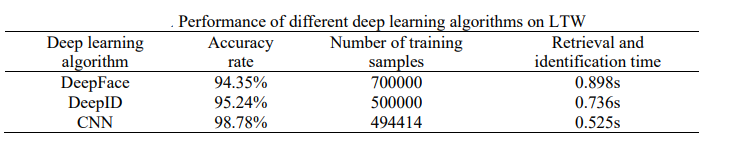 . Performance of different deep learning algorithms on LTW
Deep learning algorithm Accuracy rate Number of training samples Retrieval and identification time
DeepFace 94.35% 700000 0.898s
DeepID 95.24% 500000 0.736s
CNN 98.78% 494414 0.525s